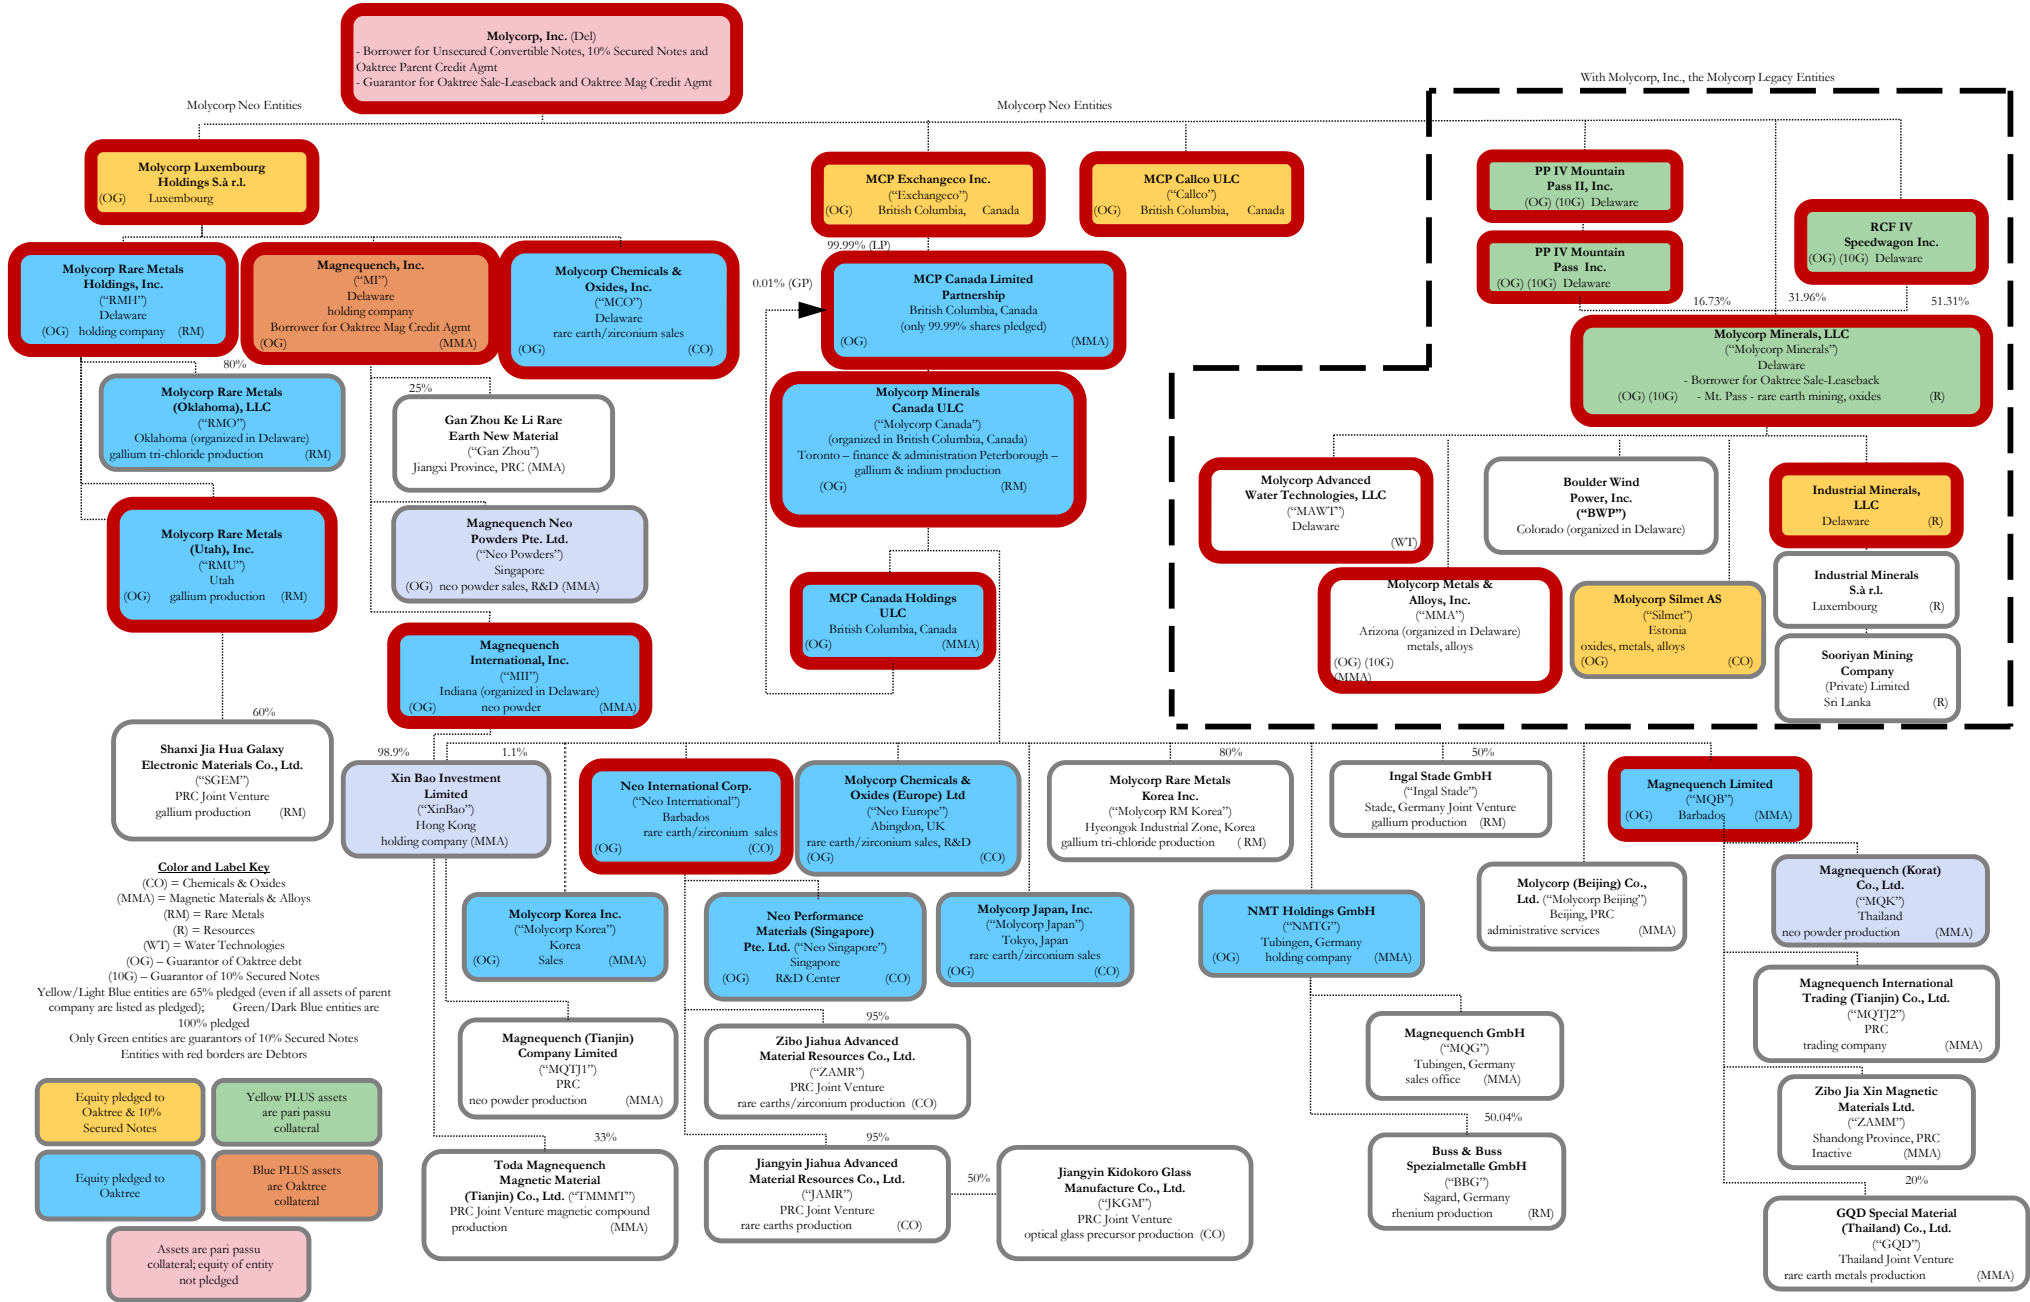 Molycorp, Inc. (Del)
- Borrower for Unsecured Convertible Notes, 10% Secured Notes and
Oaktree Parent Credit Agmt
- Guarantor for Oaktree Sale-Leaseback and Oaktree Mag Credit Agmt
With Molycorp, Inc., the Molycorp Legacy Entities
Molycorp Neo Entities
Molycorp Neo Entities
Molycorp Luxembourg
Holdings S.à r.l.
(OG) Luxembourg
MCP Exchangeco Inc.
(“Exchangeco”)
(OG) British Columbia, Canada
MCP Callco ULC
(“Callco”)
(OG) British Columbia, Canada
PP IV Mountain
Pass II, Inc.
(OG) (10G) Delaware
RCF IV
Speedwagon Inc.
(OG) (10G) Delaware
PP IV Mountain
Pass Inc.
(OG) (10G) Delaware
16.73%
31.96%
51.31%
Molycorp Rare Metals
Holdings, Inc.
(“RMH”)
Delaware
(OG) holding company (RM)
Magnequench, Inc.
(“MI”)
Delaware
holding company
Borrower for Oaktree Mag Credit Agmt
(OG) (MMA)
Molycorp Chemicals &
Oxides, Inc.
(“MCO”)
Delaware
rare earth/zirconium sales
(OG) (CO)
99.99% (LP)
0.01% (GP)
MCP Canada Limited
Partnership
British Columbia, Canada
(only 99.99% shares pledged)
(OG) (MMA)
Molycorp Minerals, LLC
(“Molycorp Minerals”)
Delaware
- Borrower for Oaktree Sale-Leaseback
(OG) (10G) - Mt. Pass - rare earth mining, oxides (R)
80%
Molycorp Rare Metals
(Oklahoma), LLC
(“RMO”)
Oklahoma (organized in Delaware)
gallium tri-chloride production (RM)
25%
Gan Zhou Ke Li Rare
Earth New Material
(“Gan Zhou”)
Jiangxi Province, PRC (MMA)
Molycorp Minerals
Canada ULC
(“Molycorp Canada”)
(organized in British Columbia, Canada)
Toronto – finance & administration Peterborough –
gallium & indium production
(OG) (RM)
Molycorp Advanced
Water Technologies, LLC
(“MAWT”)
Delaware
(WT)
Boulder Wind
Power, Inc.
(“BWP”)
Colorado (organized in Delaware)
Industrial Minerals,
LLC
Delaware (R)
Molycorp Rare Metals
(Utah), Inc.
(“RMU”)
Utah
(OG) gallium production (RM)
Magnequench Neo
Powders Pte. Ltd.
(“Neo Powders”)
Singapore
(OG) neo powder sales, R&D (MMA)
MCP Canada Holdings
ULC
British Columbia, Canada
(OG) (MMA)
Molycorp Metals &
Alloys, Inc.
(“MMA”)
Arizona (organized in Delaware)
metals, alloys
(OG) (10G)
(MMA)
Molycorp Silmet AS
(“Silmet”)
Estonia
oxides, metals, alloys
(OG) (CO)
Industrial Minerals
S.à r.l.
Luxembourg (R)
Sooriyan Mining
Company
(Private) Limited
Sri Lanka (R)
Magnequench
International, Inc.
(“MII”)
Indiana (organized in Delaware)
(OG) neo powder (MMA)
60%
Shanxi Jia Hua Galaxy
Electronic Materials Co., Ltd.
(“SGEM”)
PRC Joint Venture
gallium production (RM)
98.9%
1.1%
Xin Bao Investment
Limited
(“XinBao”)
Hong Kong
holding company (MMA)
Neo International Corp.
(“Neo International”)
Barbados
rare earth/zirconium sales
(OG) (CO)
Molycorp Chemicals &
Oxides (Europe) Ltd
(“Neo Europe”)
Abingdon, UK
rare earth/zirconium sales, R&D
(OG) (CO)
80%
Molycorp Rare Metals
Korea Inc.
(“Molycorp RM Korea”)
Hyeongok Industrial Zone, Korea
gallium tri-chloride production ( RM)
50%
Ingal Stade GmbH
(“Ingal Stade”)
Stade, Germany Joint Venture
gallium production (RM)
Magnequench Limited
(“MQB”)
(OG) Barbados (MMA)
Color and Label Key
(CO) = Chemicals & Oxides
(MMA) = Magnetic Materials & Alloys
(RM) = Rare Metals
(R) = Resources
(WT) = Water Technologies
(OG) – Guarantor of Oaktree debt
(10G) – Guarantor of 10% Secured Notes
Yellow/Light Blue entities are 65% pledged (even if all assets of parent
company are listed as pledged); Green/Dark Blue entities are
100% pledged
Only Green entities are guarantors of 10% Secured Notes
Entities with red borders are Debtors
Molycorp Korea Inc.
(“Molycorp Korea”)
Korea
(OG) Sales (MMA)
Neo Performance
Materials (Singapore)
Pte. Ltd. (“Neo Singapore”)
Singapore
(OG) R&D Center (CO)
Molycorp Japan, Inc.
(“Molycorp Japan”)
Tokyo, Japan
rare earth/zirconium sales
(OG) (CO)
NMT Holdings GmbH
(“NMTG”)
Tubingen, Germany
(OG) holding company (MMA)
Molycorp (Beijing) Co.,
Ltd. (“Molycorp Beijing”)
Beijing, PRC
administrative services (MMA)
Magnequench (Korat)
Co., Ltd.
(“MQK”)
Thailand
neo powder production (MMA)
Magnequench International
Trading (Tianjin) Co., Ltd.
(“MQTJ2”)
PRC
trading company (MMA)
Magnequench (Tianjin)
Company Limited
(“MQTJ1”)
PRC
neo powder production (MMA)
95%
Zibo Jiahua Advanced
Material Resources Co., Ltd.
(“ZAMR”)
PRC Joint Venture
rare earths/zirconium production (CO)
Magnequench GmbH
(“MQG”)
Tubingen, Germany
sales office (MMA)
Zibo Jia Xin Magnetic
Materials Ltd.
(“ZAMM”)
Shandong Province, PRC
Inactive (MMA)
Equity pledged to
Oaktree & 10%
Secured Notes
Yellow PLUS assets
are pari passu
collateral
Equity pledged to
Oaktree
Blue PLUS assets
are Oaktree
collateral
Assets are pari passu
collateral; equity of entity
not pledged
33%
Toda Magnequench
Magnetic Material
(Tianjin) Co., Ltd. (“TMMMT”)
PRC Joint Venture magnetic compound
production (MMA)
95%
Jiangyin Jiahua Advanced
Material Resources Co., Ltd.
(“JAMR”)
PRC Joint Venture
rare earths production (CO)
50%
Jiangyin Kidokoro Glass
Manufacture Co., Ltd.
(“JKGM”)
PRC Joint Venture
optical glass precursor production (CO)
50.04%
Buss & Buss
Spezialmetalle GmbH
(“BBG”)
Sagard, Germany
rhenium production (RM)
20%
GQD Special Material
(Thailand) Co., Ltd.
(“GQD”)
Thailand Joint Venture
rare earth metals production (MMA)